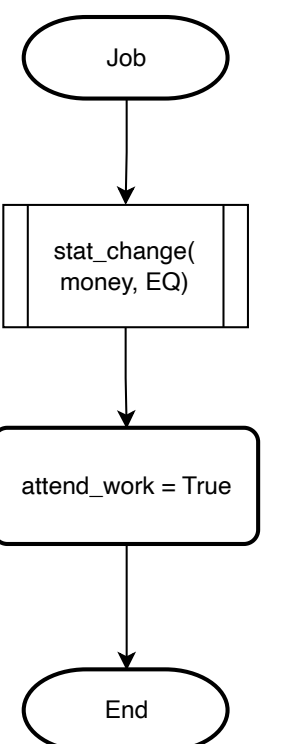 Job
stat_change(
money, EQ)
attend_work = True
End